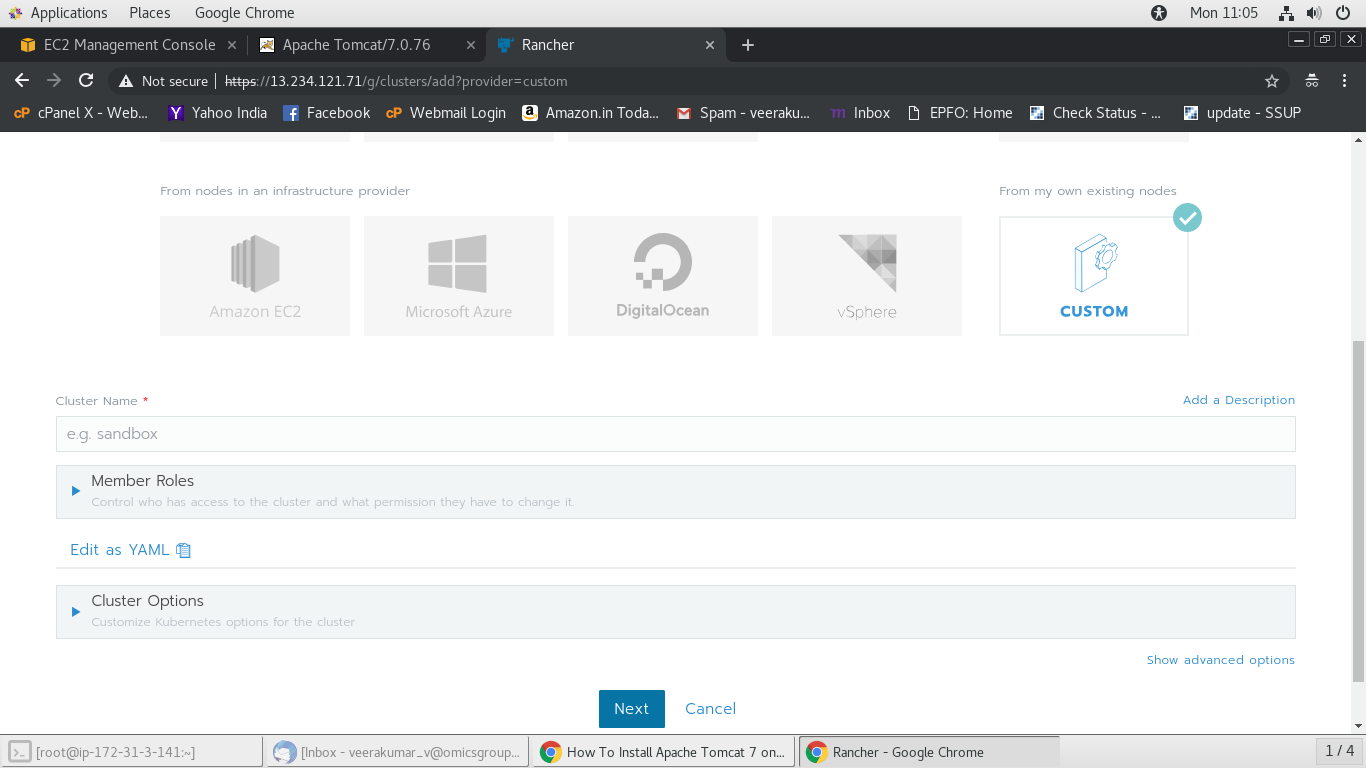 Applications Places Google Chrome Mon 11:05
EC2 Management Console Apache Tomcat/7.0.76 Rancher
Not secure https://13.234.121.71/g/clusters/add?provider=custom
cPanel X - Web... Yahoo India Facebook Webmail Login Amazon.in Toda... Spam - veeraku... Inbox EPFO: Home Check Status - ... update - SSUP
From nodes in an infrastructure provider From my own existing nodes
Amazon EC2 Microsoft Azure DigitalOcean vSphere CUSTOM
Cluster Name * Add a Description
e.g. sandbox
Member Roles
Control who has access to the cluster and what permission they have to change it.
Edit as YAML
Cluster Options
Customize Kubernetes options for the cluster
Show advanced options
Next Cancel
[root@ip-172-31-3-141:~] [Inbox - veerakumar_v@omicsgroup... How To Install Apache Tomcat 7 on... Rancher - Google Chrome 1 / 4